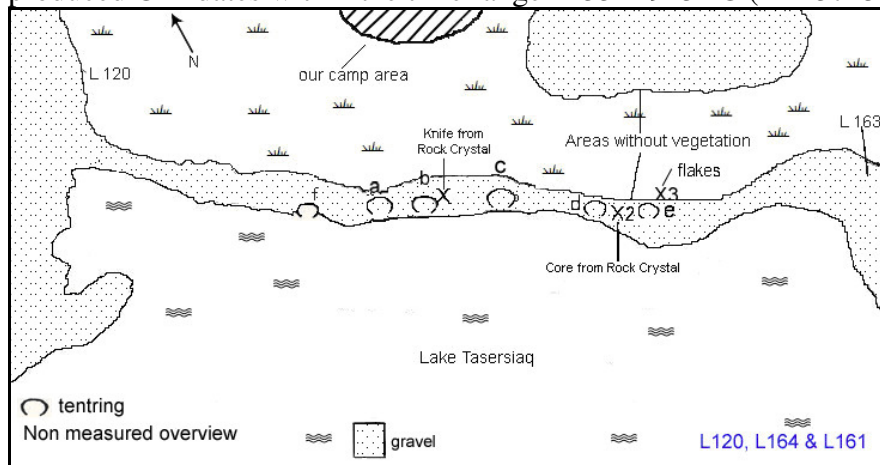 our camp area
L 120
N
Knife from
Rock Crystal
Areas without vegetation
L 163
flakes
c
b
a
f
X
X3
d
X2
e
Core from Rock Crystal
Lake Tasersiaq
tentring
Non measured overview
gravel
L120, L164 & L161